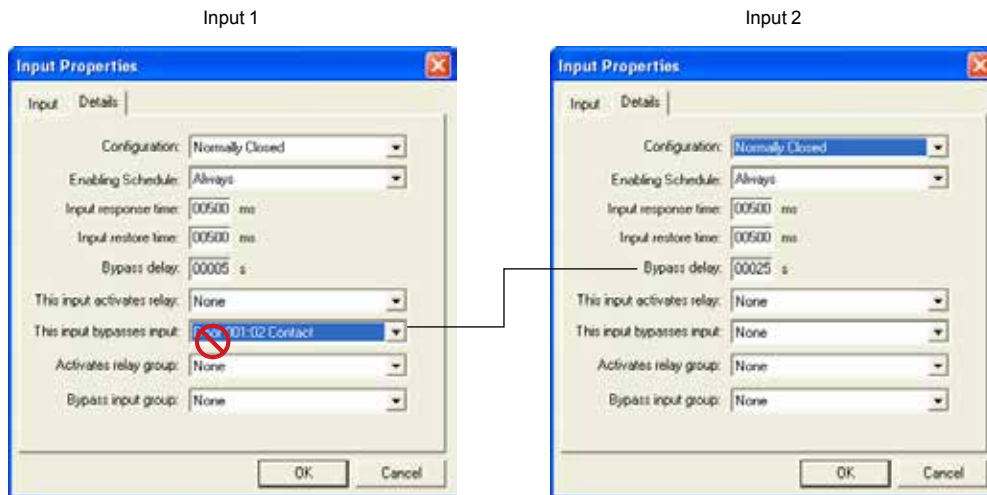 Input 1
Input Properties
Input Details
Configuration: Normally Closed
Enabling Schedule: Always
Input response time: 00500 ms
Input restore time: 00500 ms
Bypass delay: 00005 s
This input activates relay: None
This input bypasses input: 001:02 Contact
Activates relay group: None
Bypass input group: None
OK Cancel
Input 2
Input Properties
Input Details
Configuration: Normally Closed
Enabling Schedule: Always
Input response time: 00500 ms
Input restore time: 00500 ms
Bypass delay: 00025 s
This input activates relay: None
This input bypasses input: None
Activates relay group: None
Bypass input group: None
OK Cancel